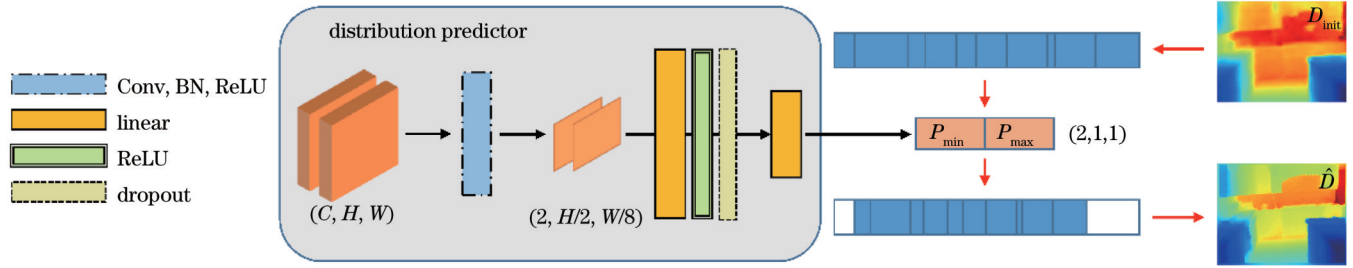 distribution predictor
Conv, BN, ReLU
linear
ReLU
dropout
(C, H, W)
(2, H/2, W/8)
P_min P_max (2,1,1)
D_init
D̂